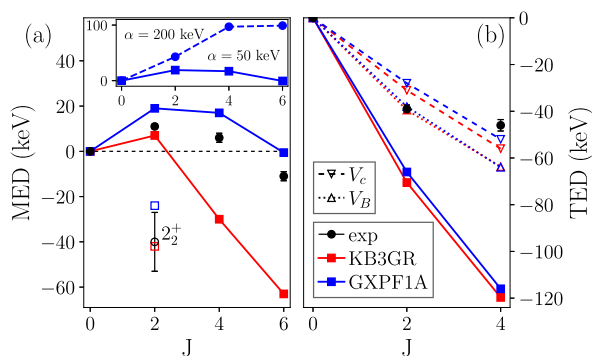 (a)
100
0
α = 200 keV
α = 50 keV
0 2 4 6
40
20
0
−20
−40
−60
MED (keV)
2₂⁺
0 2 4 6
J
(b)
0
−20
−40
−60
−80
−100
−120
TED (keV)
V_c
V_B
exp
KB3GR
GXPF1A
0 2 4
J